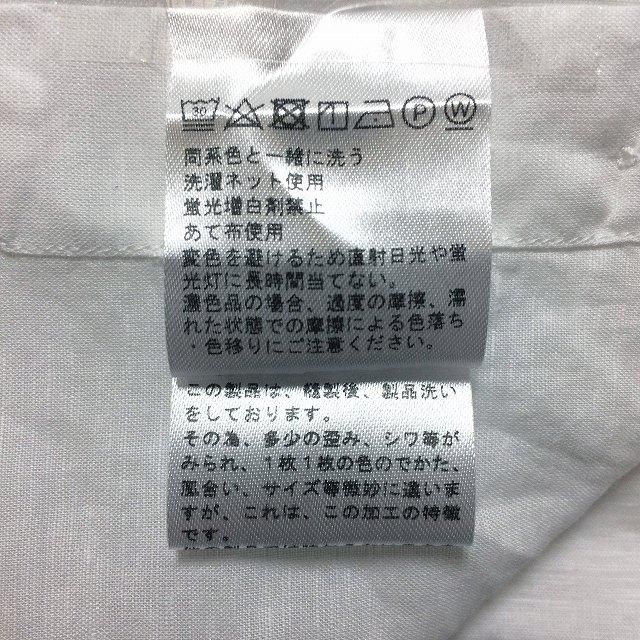 30 P W
同系色と一緒に洗う
洗濯ネット使用
蛍光増白剤禁止
あて布使用
変色を避けるため直射日光や蛍
光灯に長時間当てない。
濃色品の場合、過度の摩擦、濡
れた状態での摩擦による色落ち
・色移りにご注意ください。
この製品は、縫製後、製品洗い
をしております。
その為、多少の歪み、シワ等が
みられ、1枚1枚の色のでかた、
風合い、サイズ等微妙に違いま
すが、これは、この加工の特徴
です。